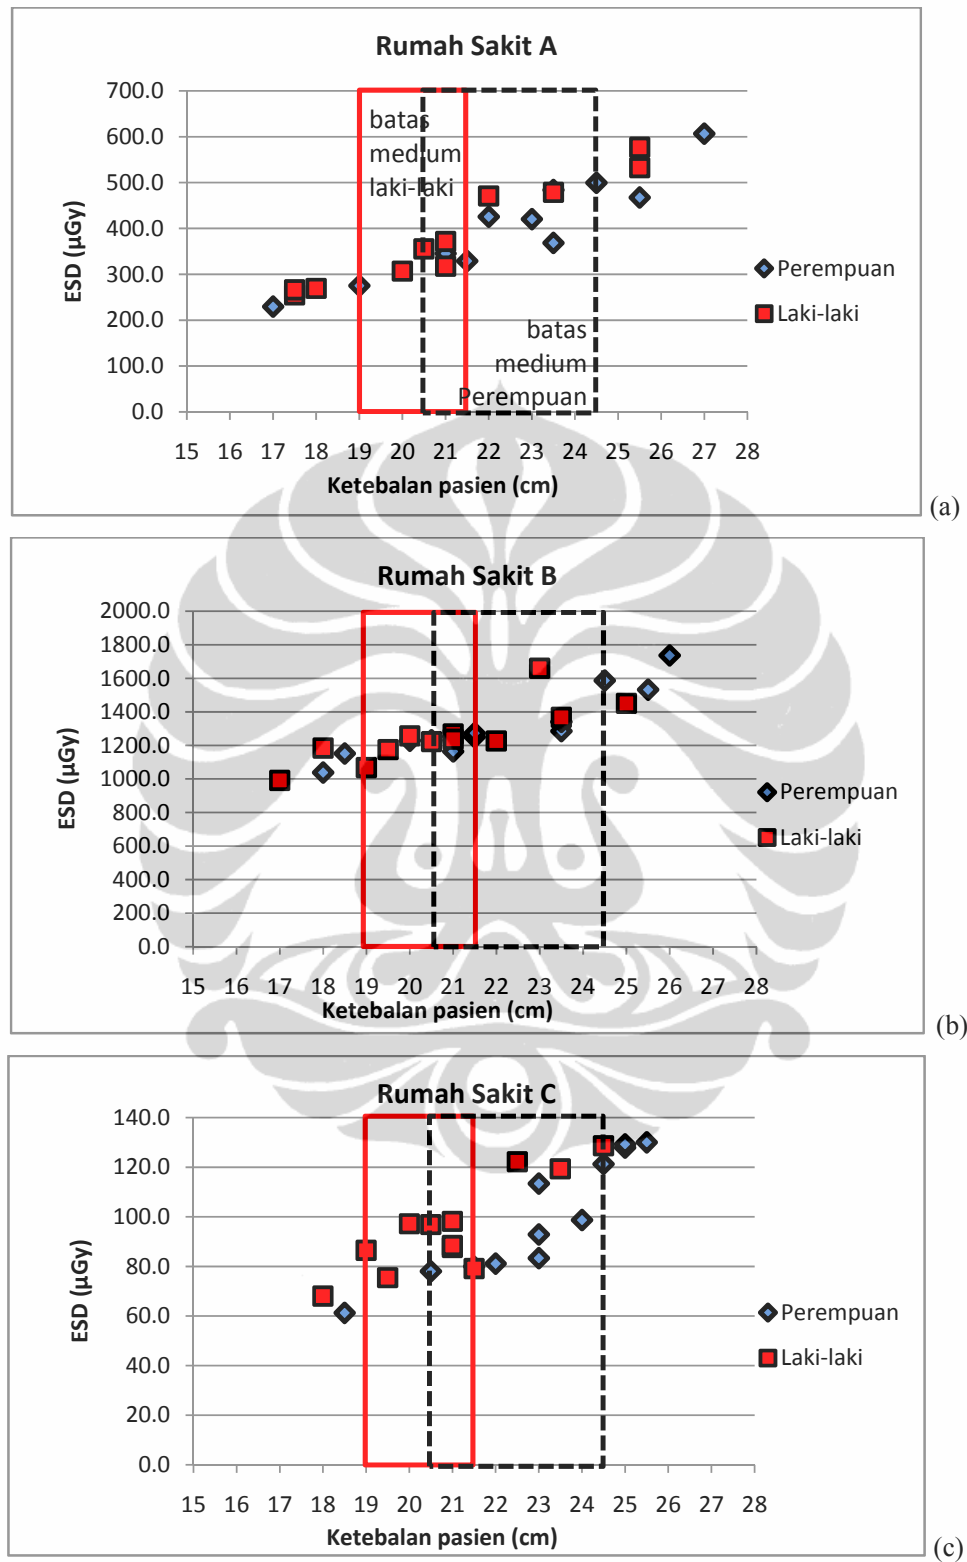 Rumah Sakit A
700.0
600.0
500.0
400.0
300.0
200.0
100.0
0.0
ESD (µGy)
batas
medium
laki-laki
batas
medium
Perempuan
Perempuan
Laki-laki
15 16 17 18 19 20 21 22 23 24 25 26 27 28
Ketebalan pasien (cm)
(a)
Rumah Sakit B
2000.0
1800.0
1600.0
1400.0
1200.0
1000.0
800.0
600.0
400.0
200.0
0.0
ESD (µGy)
Perempuan
Laki-laki
15 16 17 18 19 20 21 22 23 24 25 26 27 28
Ketebalan pasien (cm)
(b)
Rumah Sakit C
140.0
120.0
100.0
80.0
60.0
40.0
20.0
0.0
ESD (µGy)
Perempuan
Laki-laki
15 16 17 18 19 20 21 22 23 24 25 26 27 28
Ketebalan pasien (cm)
(c)